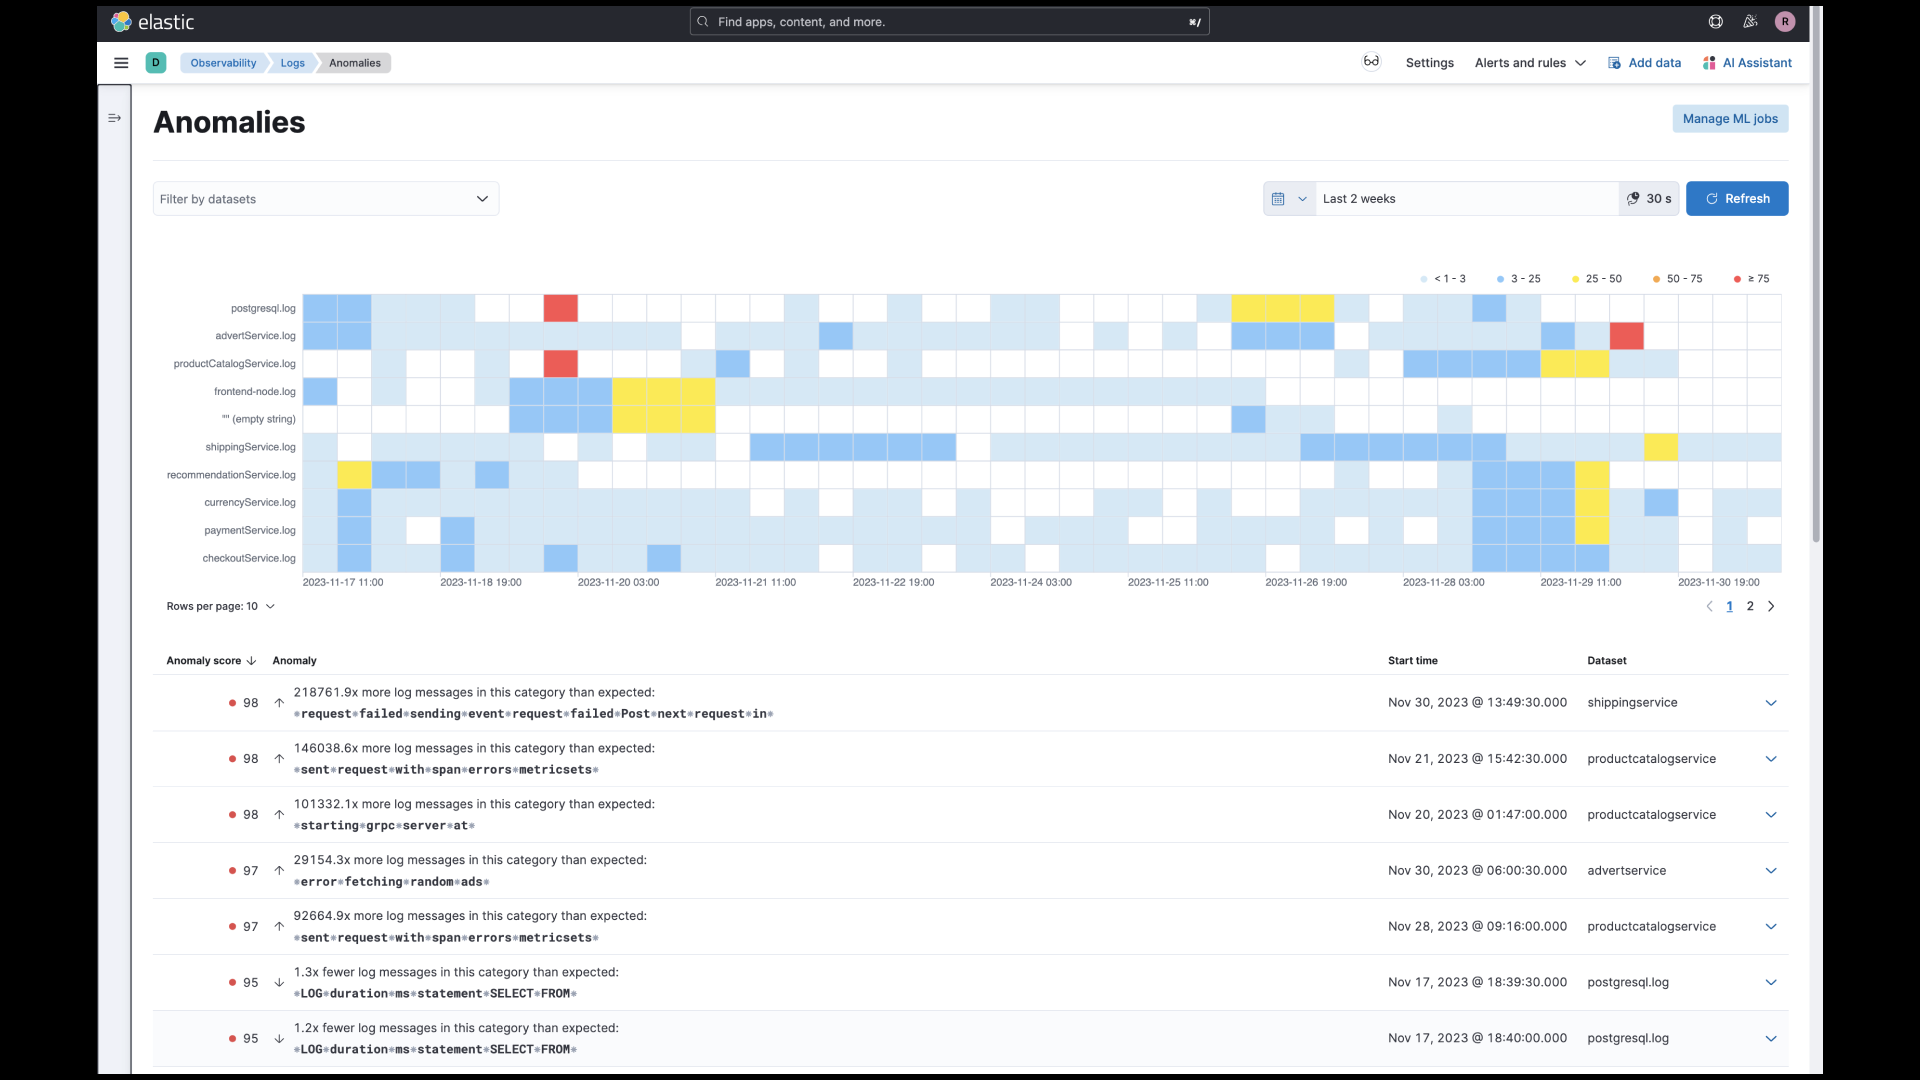 elastic
Find apps, content, and more.
⌘/
R
D
Observability
Logs
Anomalies
Settings
Alerts and rules
Add data
AI Assistant
Anomalies
Manage ML jobs
Filter by datasets
Last 2 weeks
30 s
Refresh
< 1 - 3
3 - 25
25 - 50
50 - 75
≥ 75
postgresql.log
advertService.log
productCatalogService.log
frontend-node.log
"" (empty string)
shippingService.log
recommendationService.log
currencyService.log
paymentService.log
checkoutService.log
2023-11-17 11:00
2023-11-18 19:00
2023-11-20 03:00
2023-11-21 11:00
2023-11-22 19:00
2023-11-24 03:00
2023-11-25 11:00
2023-11-26 19:00
2023-11-28 03:00
2023-11-29 11:00
2023-11-30 19:00
Rows per page: 10
1
2
Anomaly score
Anomaly
Start time
Dataset
98
218761.9x more log messages in this category than expected:
*request*failed*sending*event*request*failed*Post*next*request*in*
Nov 30, 2023 @ 13:49:30.000
shippingservice
98
146038.6x more log messages in this category than expected:
*sent*request*with*span*errors*metricsets*
Nov 21, 2023 @ 15:42:30.000
productcatalogservice
98
101332.1x more log messages in this category than expected:
*starting*grpc*server*at*
Nov 20, 2023 @ 01:47:00.000
productcatalogservice
97
29154.3x more log messages in this category than expected:
*error*fetching*random*ads*
Nov 30, 2023 @ 06:00:30.000
advertservice
97
92664.9x more log messages in this category than expected:
*sent*request*with*span*errors*metricsets*
Nov 28, 2023 @ 09:16:00.000
productcatalogservice
95
1.3x fewer log messages in this category than expected:
*LOG*duration*ms*statement*SELECT*FROM*
Nov 17, 2023 @ 18:39:30.000
postgresql.log
95
1.2x fewer log messages in this category than expected:
*LOG*duration*ms*statement*SELECT*FROM*
Nov 17, 2023 @ 18:40:00.000
postgresql.log